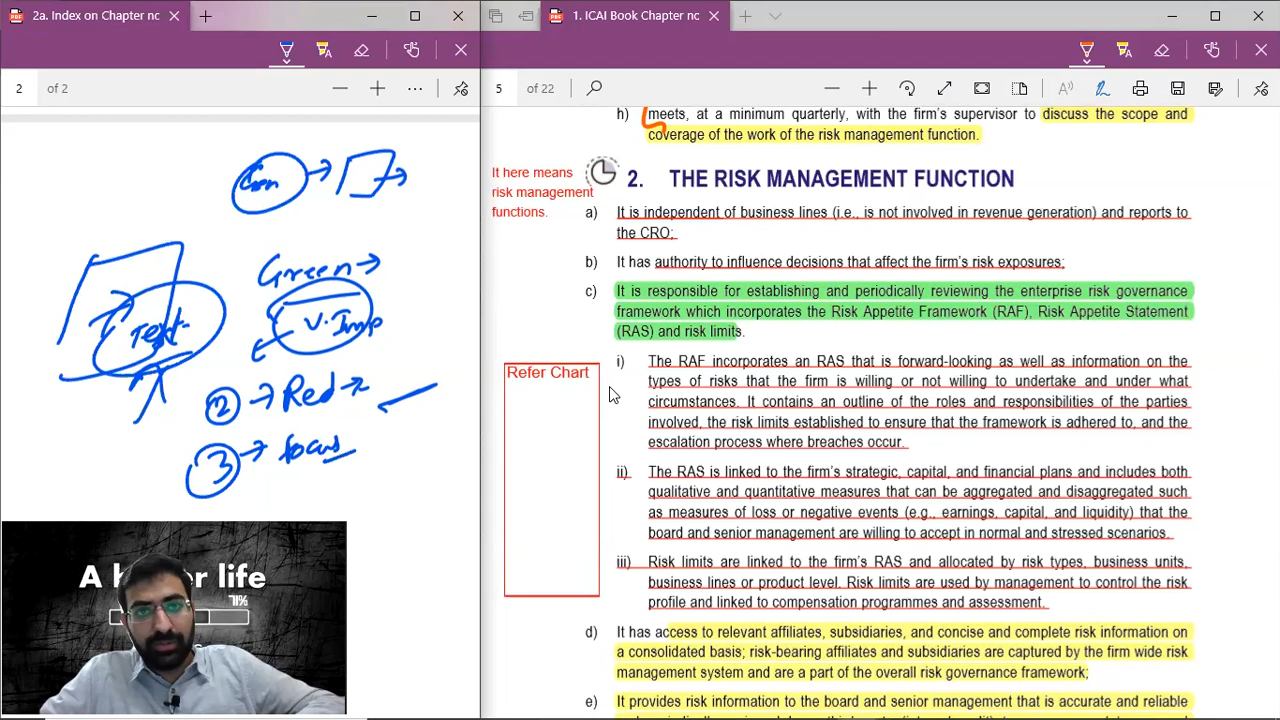 2a. Index on Chapter nc
1. ICAI Book Chapter nc
2 of 2
5 of 22
Green
V. Imp
Text
2 → Red
3 → focus
A b er life
71%
h) meets, at a minimum quarterly, with the firm's supervisor to discuss the scope and
coverage of the work of the risk management function.
It here means
risk management
functions.
2. THE RISK MANAGEMENT FUNCTION
a) It is independent of business lines (i.e., is not involved in revenue generation) and reports to
the CRO;
b) It has authority to influence decisions that affect the firm's risk exposures;
c) It is responsible for establishing and periodically reviewing the enterprise risk governance
framework which incorporates the Risk Appetite Framework (RAF), Risk Appetite Statement
(RAS) and risk limits.
Refer Chart
i) The RAF incorporates an RAS that is forward-looking as well as information on the
types of risks that the firm is willing or not willing to undertake and under what
circumstances. It contains an outline of the roles and responsibilities of the parties
involved, the risk limits established to ensure that the framework is adhered to, and the
escalation process where breaches occur.
ii) The RAS is linked to the firm's strategic, capital, and financial plans and includes both
qualitative and quantitative measures that can be aggregated and disaggregated such
as measures of loss or negative events (e.g., earnings, capital, and liquidity) that the
board and senior management are willing to accept in normal and stressed scenarios.
iii) Risk limits are linked to the firm's RAS and allocated by risk types, business units,
business lines or product level. Risk limits are used by management to control the risk
profile and linked to compensation programmes and assessment.
d) It has access to relevant affiliates, subsidiaries, and concise and complete risk information on
a consolidated basis; risk-bearing affiliates and subsidiaries are captured by the firm wide risk
management system and are a part of the overall risk governance framework;
e) It provides risk information to the board and senior management that is accurate and reliable